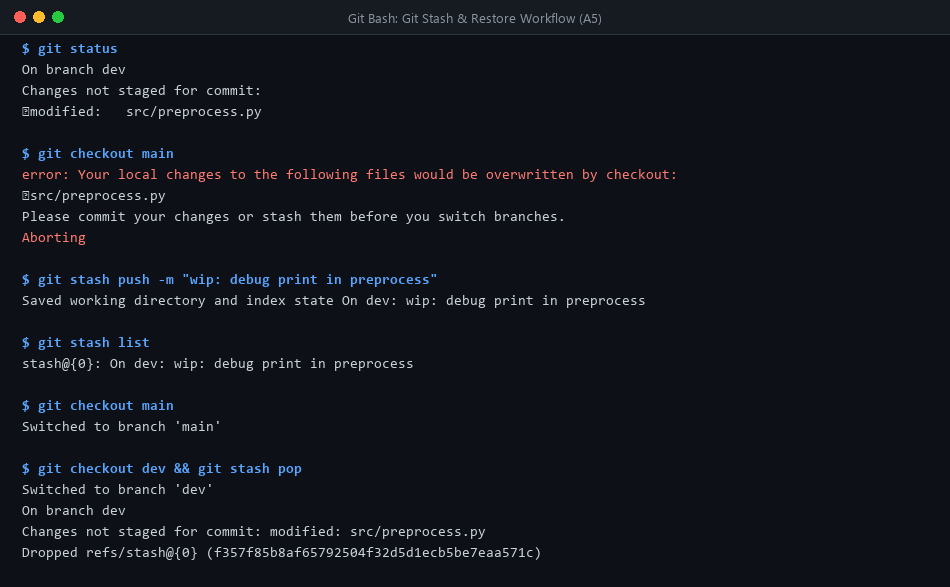 Git Bash: Git Stash & Restore Workflow (A5)
$ git status
On branch dev
Changes not staged for commit:
modified:   src/preprocess.py
$ git checkout main
error: Your local changes to the following files would be overwritten by checkout:
src/preprocess.py
Please commit your changes or stash them before you switch branches.
Aborting
$ git stash push -m "wip: debug print in preprocess"
Saved working directory and index state On dev: wip: debug print in preprocess
$ git stash list
stash@{0}: On dev: wip: debug print in preprocess
$ git checkout main
Switched to branch 'main'
$ git checkout dev && git stash pop
Switched to branch 'dev'
On branch dev
Changes not staged for commit: modified: src/preprocess.py
Dropped refs/stash@{0} (f357f85b8af65792504f32d5d1ecb5be7eaa571c)